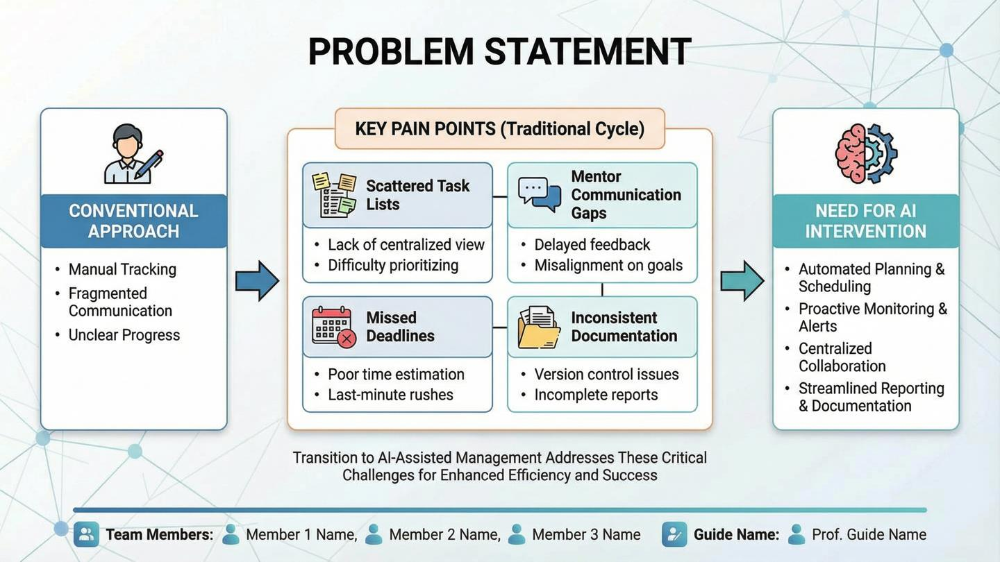 PROBLEM STATEMENT
CONVENTIONAL
APPROACH
• Manual Tracking
• Fragmented
Communication
• Unclear Progress
KEY PAIN POINTS (Traditional Cycle)
Scattered Task
Lists
• Lack of centralized view
• Difficulty prioritizing
Mentor
Communication
Gaps
• Delayed feedback
• Misalignment on goals
Missed
Deadlines
• Poor time estimation
• Last-minute rushes
Inconsistent
Documentation
• Version control issues
• Incomplete reports
NEED FOR AI
INTERVENTION
• Automated Planning &
Scheduling
• Proactive Monitoring &
Alerts
• Centralized
Collaboration
• Streamlined Reporting
& Documentation
Transition to AI-Assisted Management Addresses These Critical
Challenges for Enhanced Efficiency and Success
Team Members: Member 1 Name, Member 2 Name, Member 3 Name
Guide Name: Prof. Guide Name